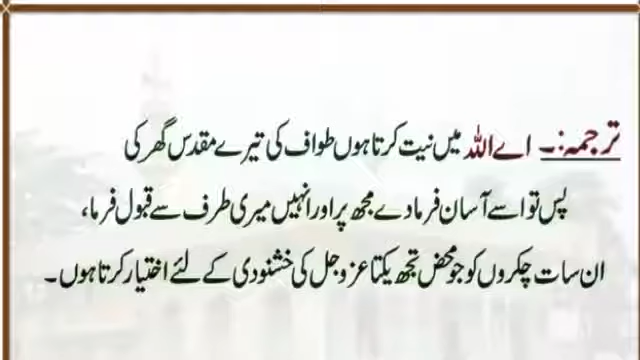 ترجمہ:۔ اے اللہ میں نیت کرتا ہوں طواف کی تیرے مقدس گھر کی
پس تو اسے آسان فرما دے مجھ پر اور انہیں میری طرف سے قبول فرما،
ان سات چکروں کو جو محض تجھ یکتا عزوجل کی خشنودی کے لئے اختیار کرتا ہوں۔